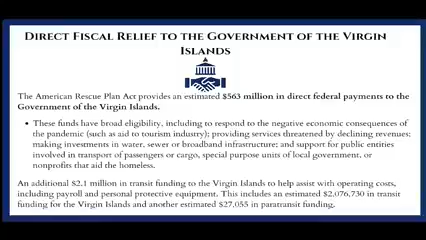 Direct Fiscal Relief to the Government of the Virgin
Islands
The American Rescue Plan Act provides an estimated $563 million in direct federal payments to the
Government of the Virgin Islands.
• These funds have broad eligibility, including to respond to the negative economic consequences of
the pandemic (such as aid to tourism industry); providing services threatened by declining revenues;
making investments in water, sewer or broadband infrastructure; and support for public entities
involved in transport of passengers or cargo, special purpose units of local government, or
nonprofits that aid the homeless.
An additional $2.1 million in transit funding to the Virgin Islands to help assist with operating costs,
including payroll and personal protective equipment. This includes an estimated $2,076,730 in transit
funding for the Virgin Islands and another estimated $27,055 in paratransit funding.